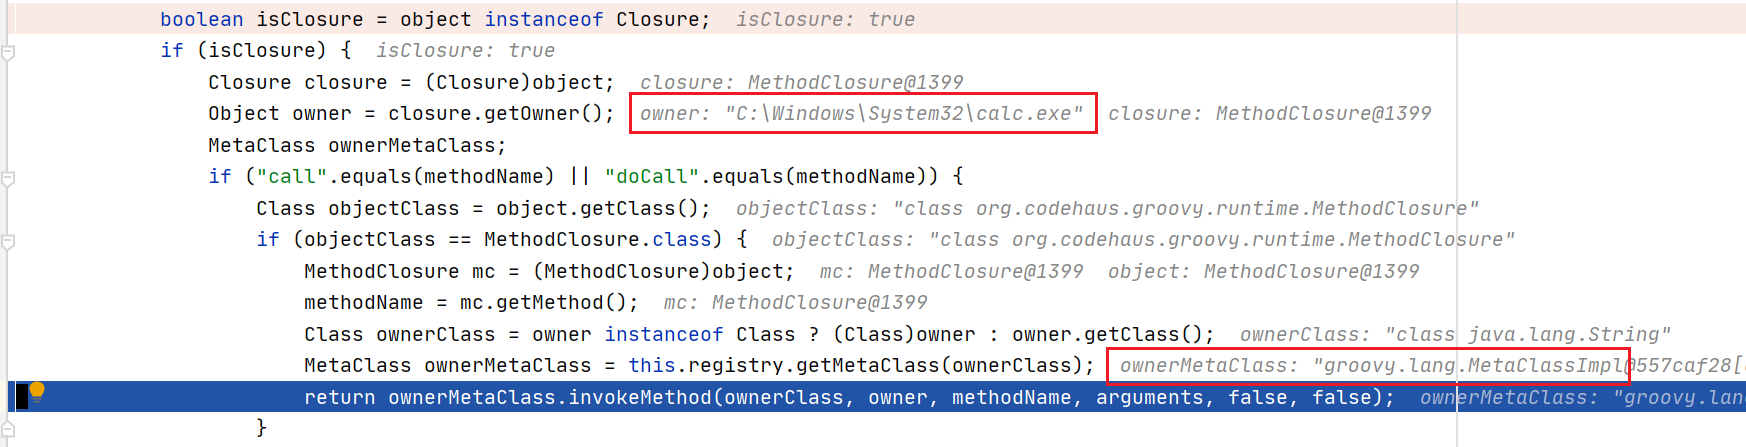 boolean isClosure = object instanceof Closure;  isClosure: true
if (isClosure) {  isClosure: true
Closure closure = (Closure)object;  closure: MethodClosure@1399
Object owner = closure.getOwner();  owner: "C:\Windows\System32\calc.exe"  closure: MethodClosure@1399
MetaClass ownerMetaClass;
if ("call".equals(methodName) || "doCall".equals(methodName)) {
Class objectClass = object.getClass();  objectClass: "class org.codehaus.groovy.runtime.MethodClosure"
if (objectClass == MethodClosure.class) {  objectClass: "class org.codehaus.groovy.runtime.MethodClosure"
MethodClosure mc = (MethodClosure)object;  mc: MethodClosure@1399  object: MethodClosure@1399
methodName = mc.getMethod();  mc: MethodClosure@1399
Class ownerClass = owner instanceof Class ? (Class)owner : owner.getClass();  ownerClass: "class java.lang.String"
MetaClass ownerMetaClass = this.registry.getMetaClass(ownerClass);  ownerMetaClass: "groovy.lang.MetaClassImpl@557caf28[
return ownerMetaClass.invokeMethod(ownerClass, owner, methodName, arguments, false, false);  ownerMetaClass: "groovy.lan
}